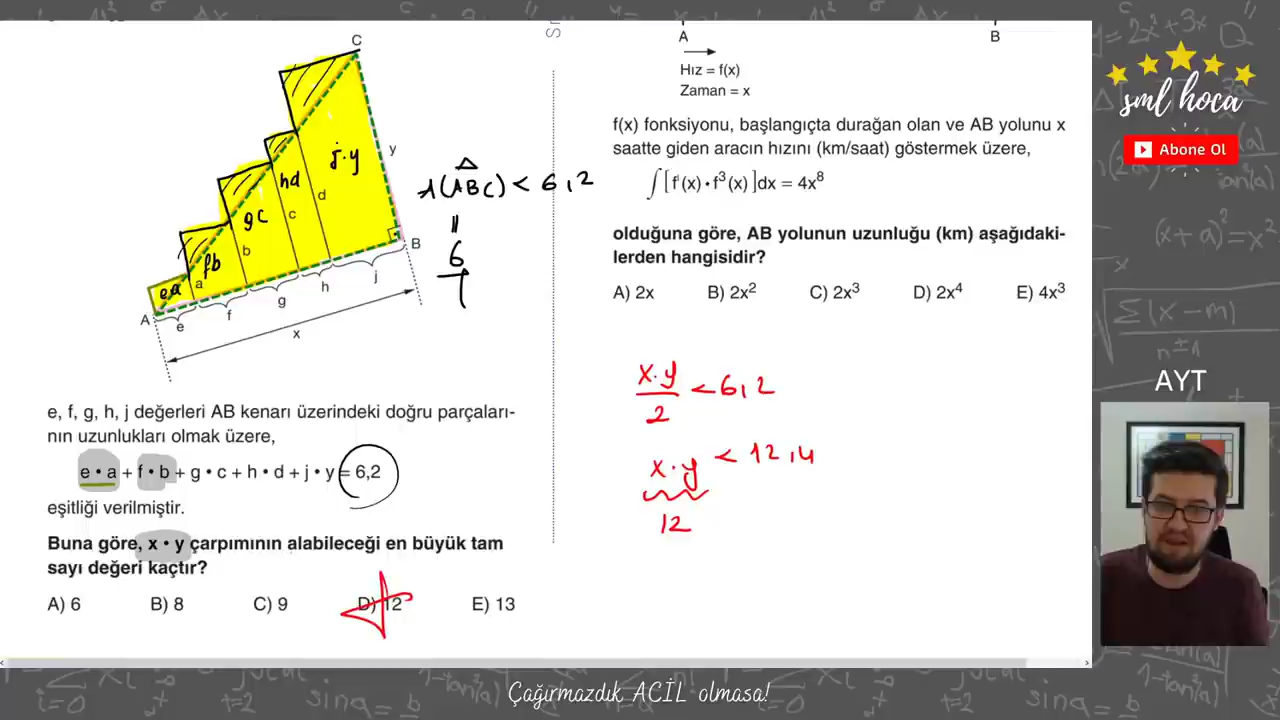 C
y
j.y
hd
d
gc
c
fb
b
ea
a
B
A
e
f
g
h
j
x
A(ABC) < 6,2
6
e, f, g, h, j değerleri AB kenarı üzerindeki doğru parçaları-
nın uzunlukları olmak üzere,
e • a + f • b + g • c + h • d + j • y = 6,2
eşitliği verilmiştir.
Buna göre, x • y çarpımının alabileceği en büyük tam
sayı değeri kaçtır?
A) 6 B) 8 C) 9 D) 12 E) 13
A B
Hız = f(x)
Zaman = x
f(x) fonksiyonu, başlangıçta durağan olan ve AB yolunu x
saatte giden aracın hızını (km/saat) göstermek üzere,
∫[f'(x)•f³(x)]dx = 4x⁸
olduğuna göre, AB yolunun uzunluğu (km) aşağıdaki-
lerden hangisidir?
A) 2x B) 2x² C) 2x³ D) 2x⁴ E) 4x³
x.y/2 < 6,2
x.y < 12,4
12
sml hoca
Abone Ol
AYT
Çağırmazdık ACİL olmasa!